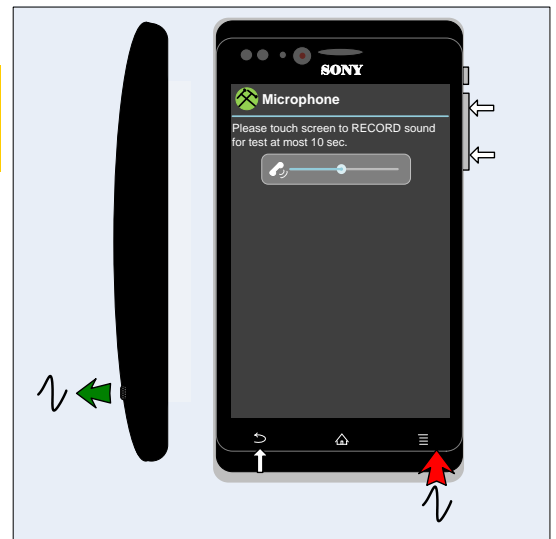 SONY
Microphone
Please touch screen to RECORD sound
for test at most 10 sec.